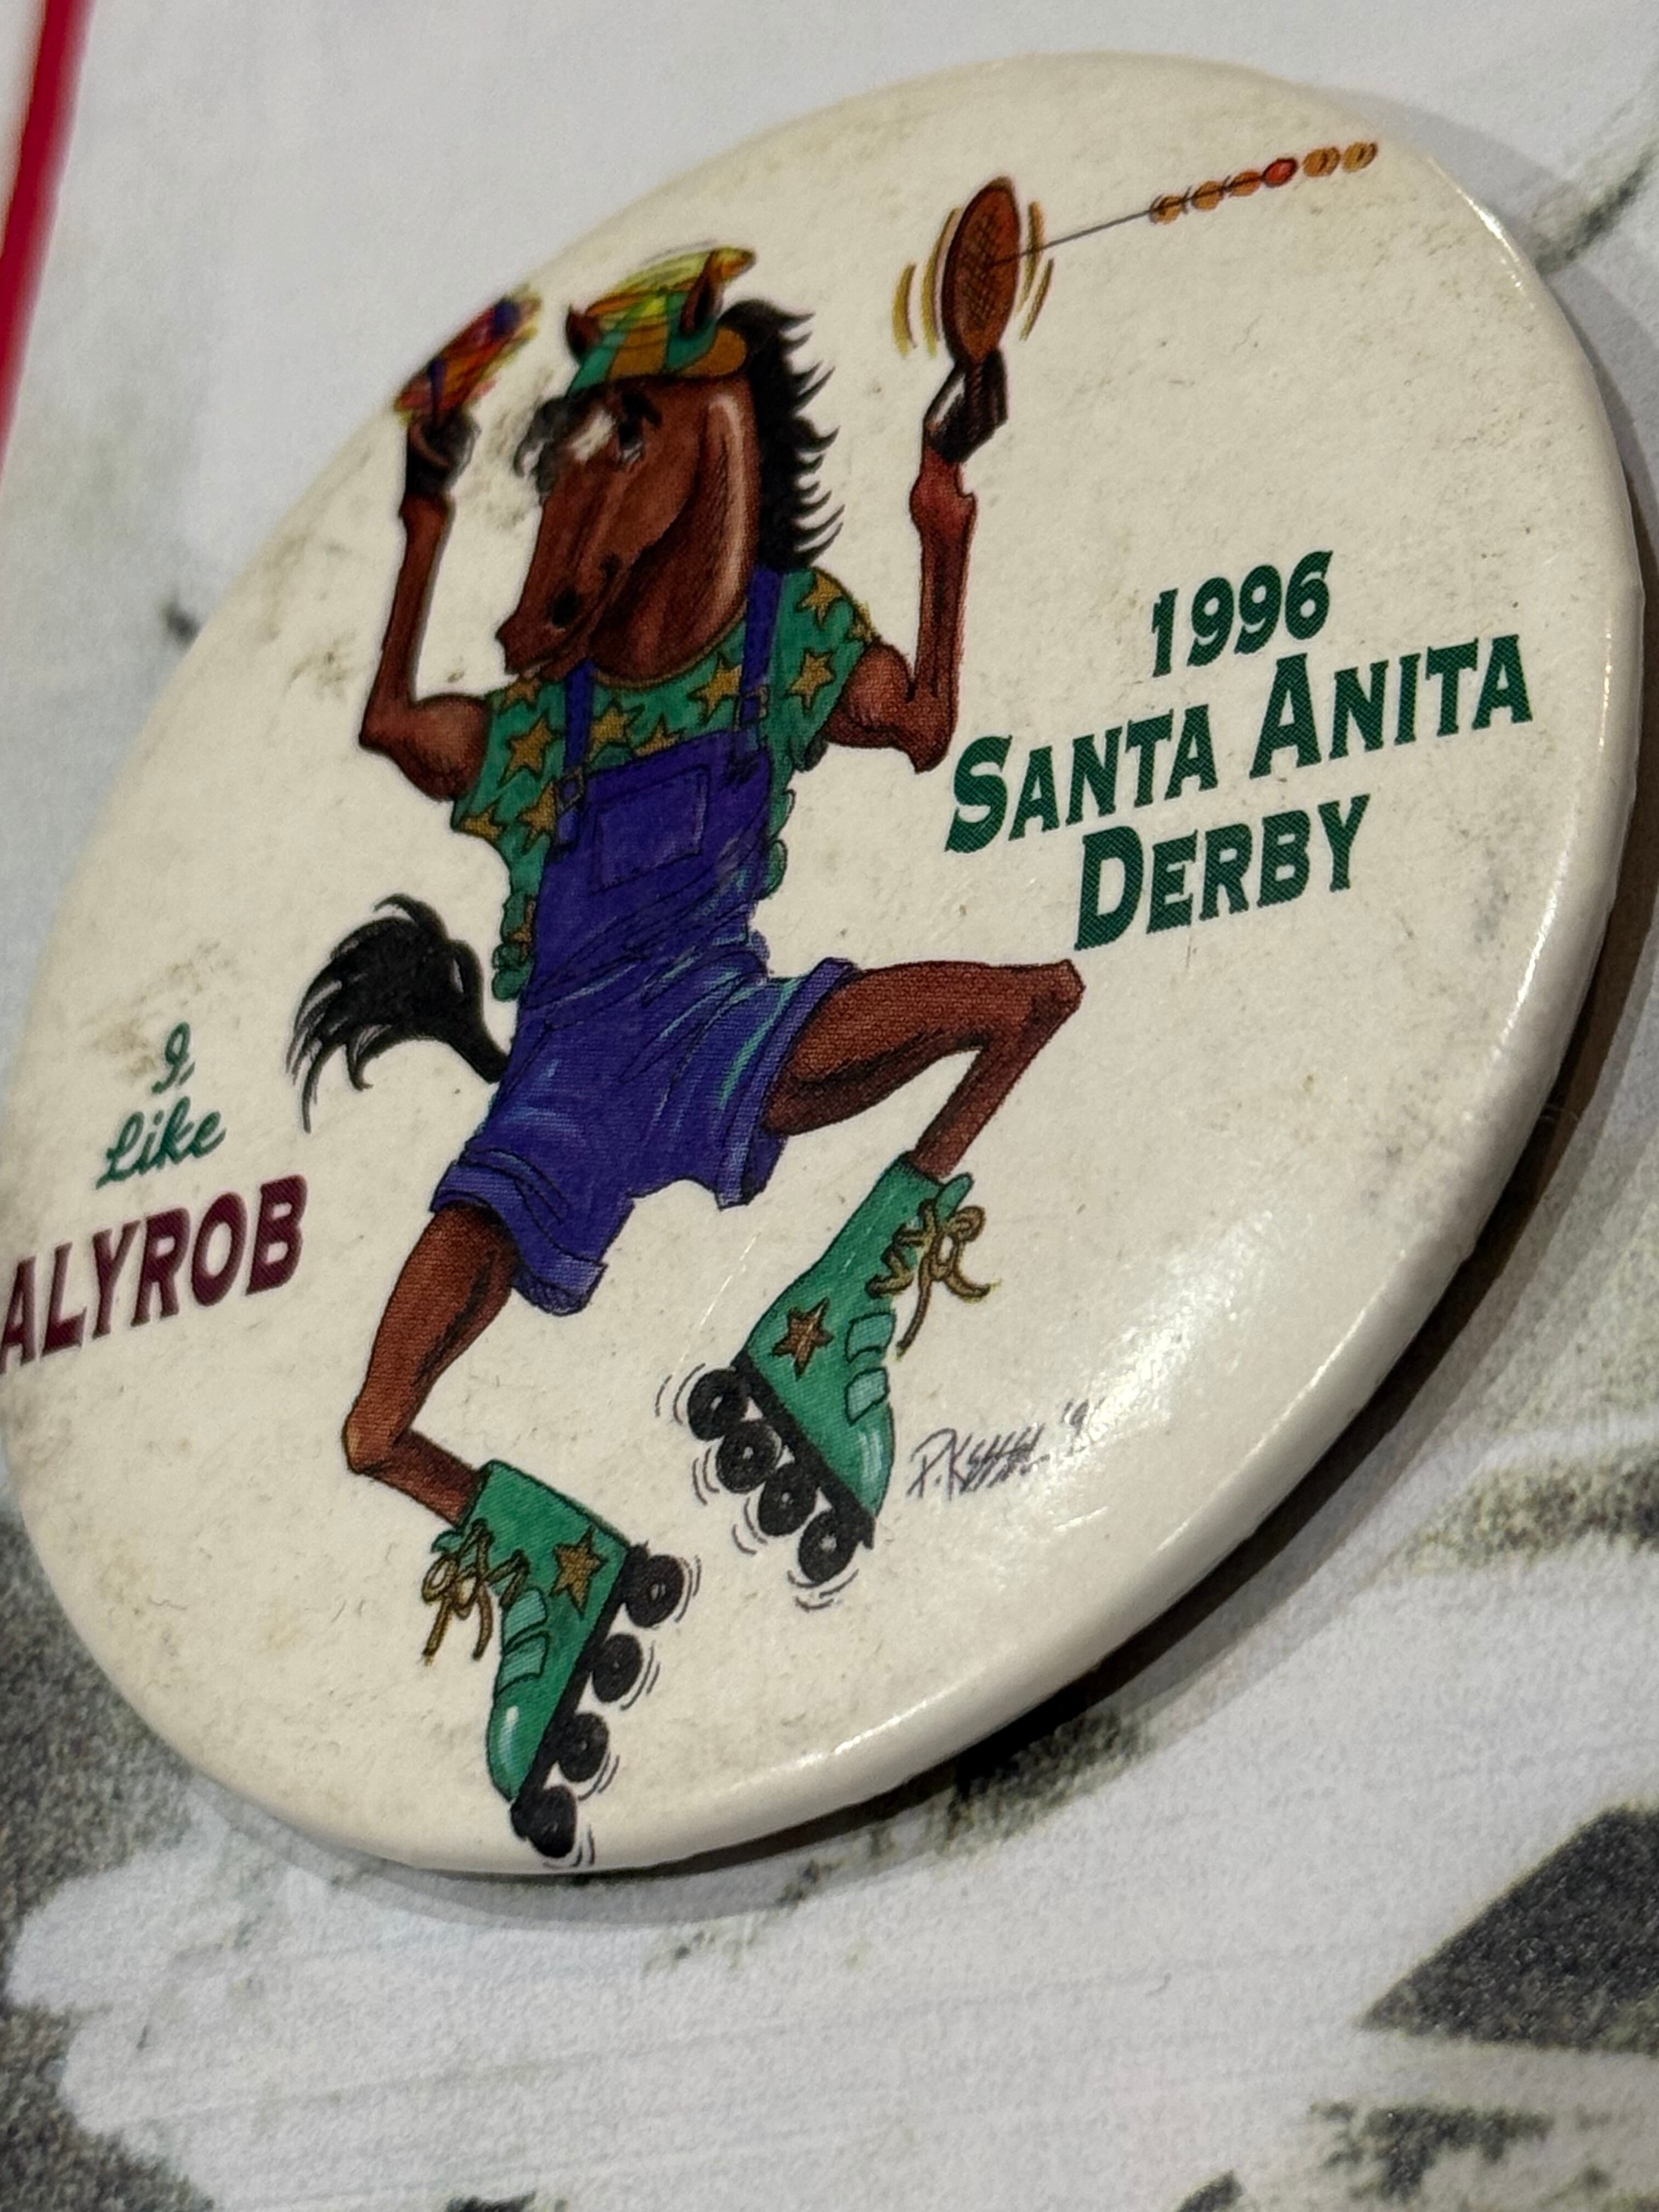 1996
SANTA ANITA
DERBY
I
Like
ALYROB